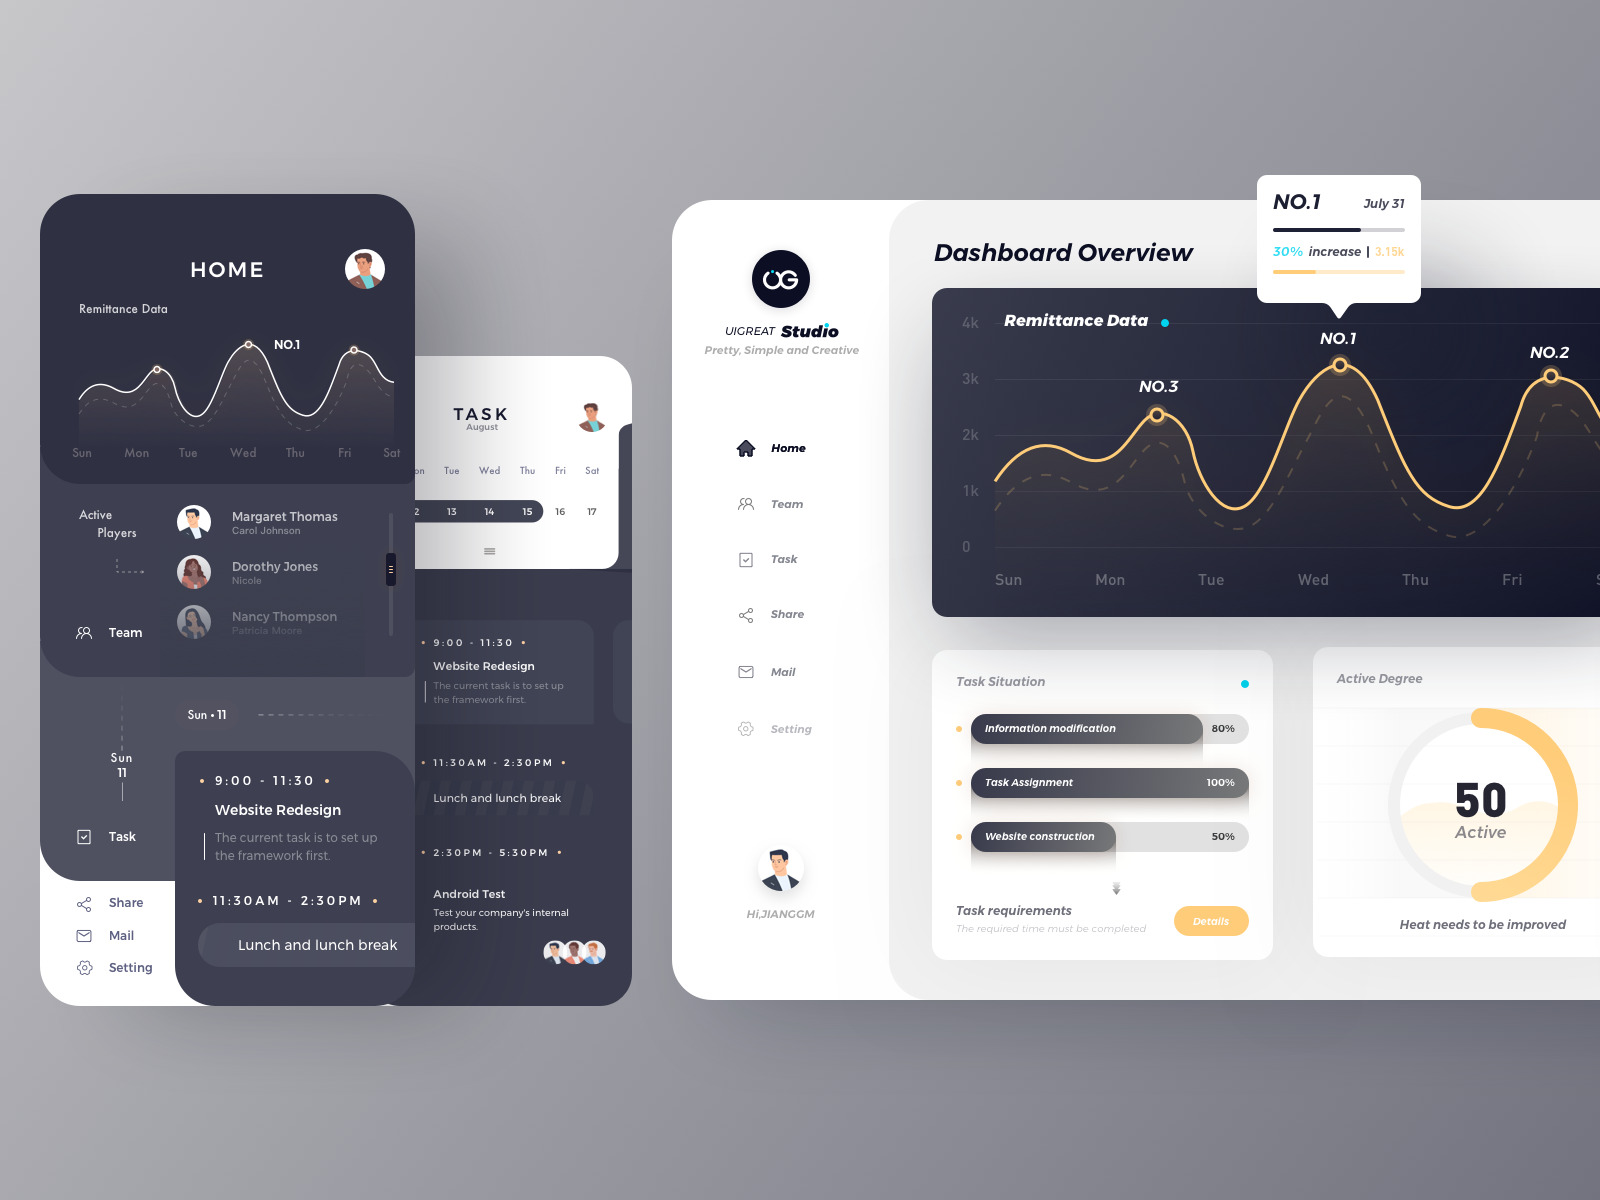 HOME
Remittance Data
NO.1
Sun Mon Tue Wed Thu Fri Sat
Active
Players
Margaret Thomas
Carol Johnson
Dorothy Jones
Nicole
Nancy Thompson
Patricia Moore
Team
Sun • 11
Sun
11
Task
Share
Mail
Setting
9:00 - 11:30
Website Redesign
The current task is to set up
the framework first.
11:30AM - 2:30PM
Lunch and lunch break
TASK
August
Tue Wed Thu Fri Sat
13 14 15 16 17
9:00 - 11:30
Website Redesign
The current task is to set up
the framework first.
11:30AM - 2:30PM
Lunch and lunch break
2:30PM - 5:30PM
Android Test
Test your company's internal
products.
UIGREAT Studio
Pretty, Simple and Creative
Home
Team
Task
Share
Mail
Setting
Hi,JIANGGM
Dashboard Overview
NO.1 July 31
30% increase | 3.15k
Remittance Data
4k
3k
2k
1k
0
NO.3
NO.1
NO.2
Sun Mon Tue Wed Thu Fri
Task Situation
Information modification 80%
Task Assignment 100%
Website construction 50%
Task requirements
The required time must be completed
Details
Active Degree
50
Active
Heat needs to be improved